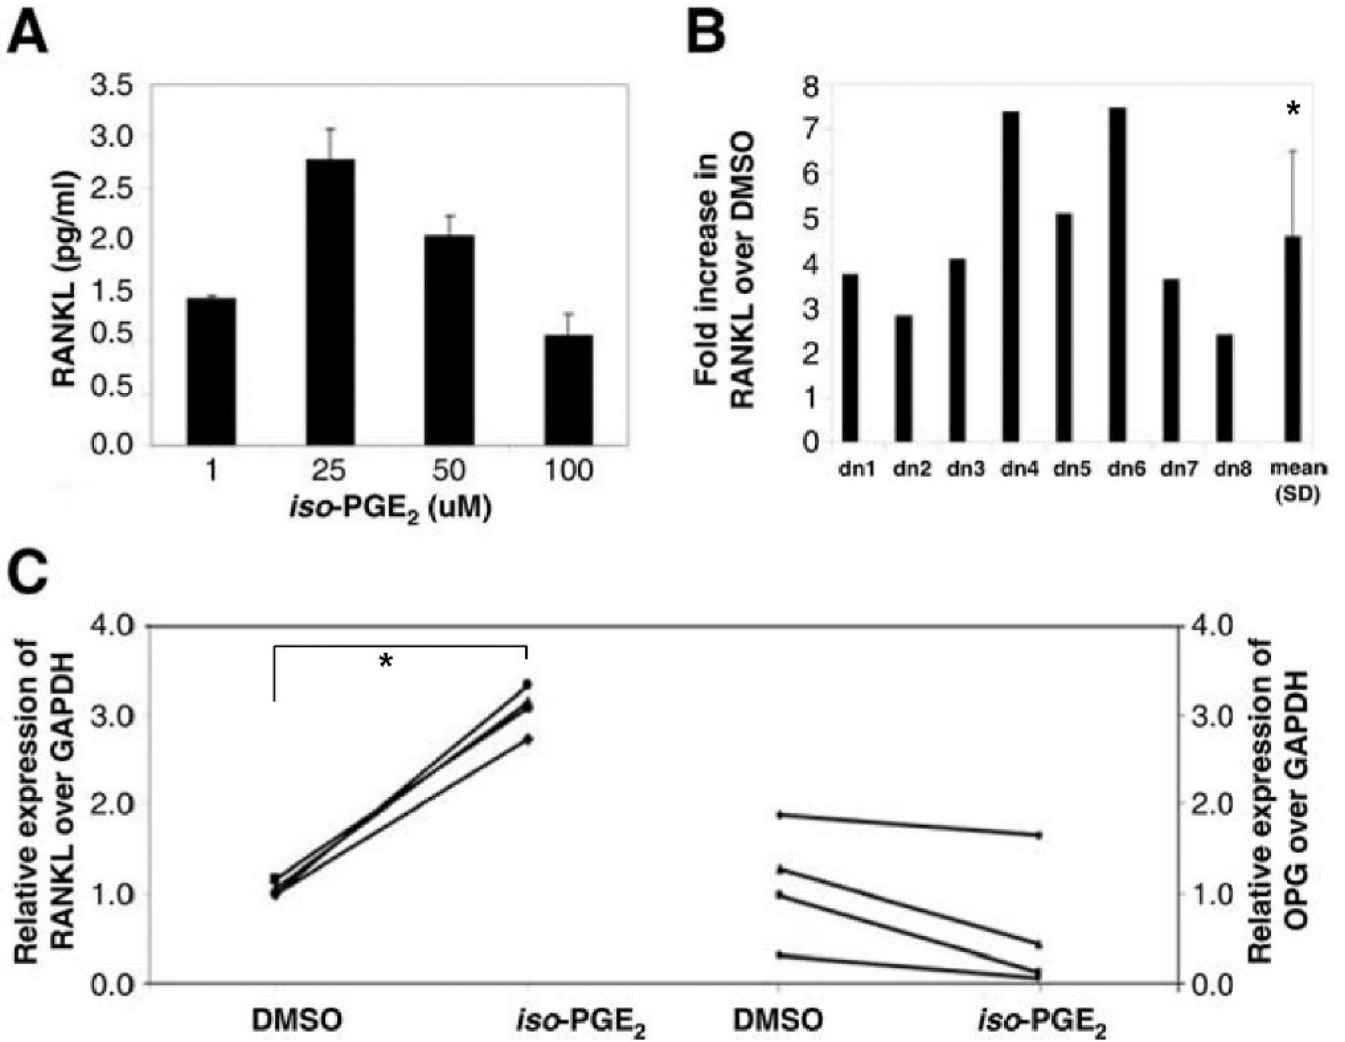 A
3.5
3.0
2.5
2.0
1.5
0.5
0.5
0.0
RANKL (pg/ml)
1 25 50 100
iso-PGE2 (uM)
B
8
7
6
5
4
3
2
1
0
Fold increase in
RANKL over DMSO
*
dn1 dn2 dn3 dn4 dn5 dn6 dn7 dn8 mean
(SD)
C
4.0
3.0
2.0
1.0
0.0
Relative expression of
RANKL over GAPDH
*
DMSO iso-PGE2 DMSO iso-PGE2
4.0
3.0
2.0
1.0
0.0
Relative expression of
OPG over GAPDH